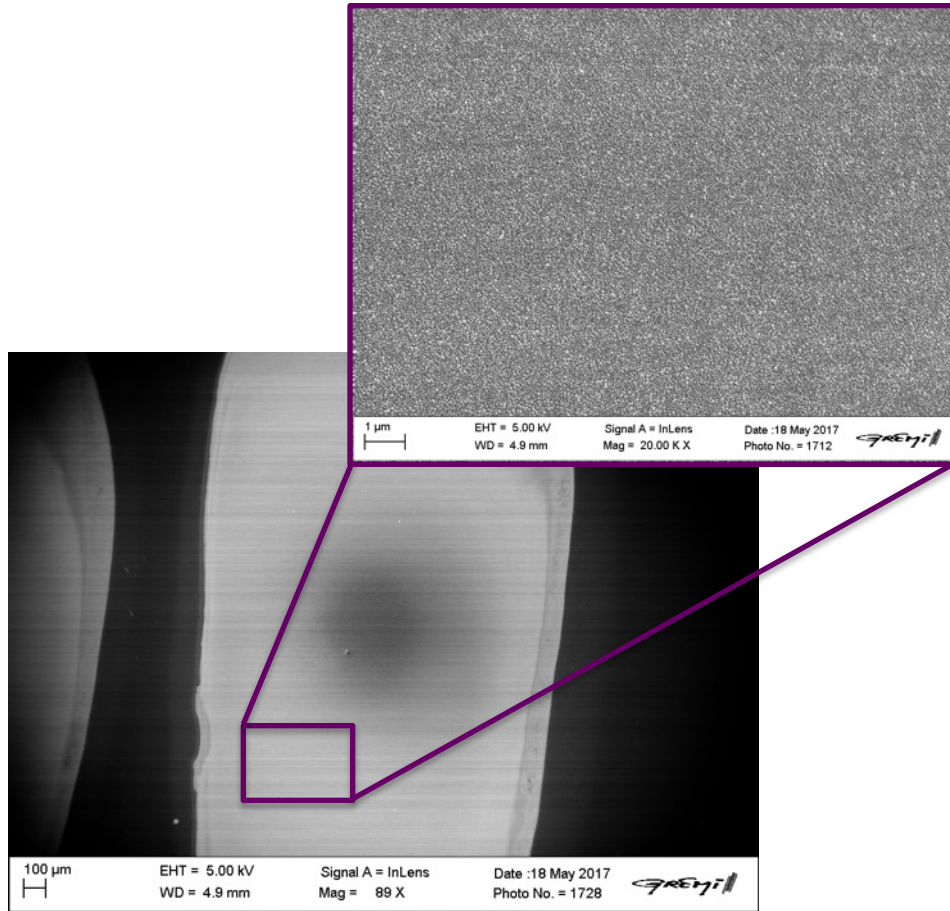 1 µm
EHT = 5.00 kV
WD = 4.9 mm
Signal A = InLens
Mag = 20.00 K X
Date :18 May 2017
Photo No. = 1712
GREMI
100 µm
EHT = 5.00 kV
WD = 4.9 mm
Signal A = InLens
Mag = 89 X
Date :18 May 2017
Photo No. = 1728
GREMI